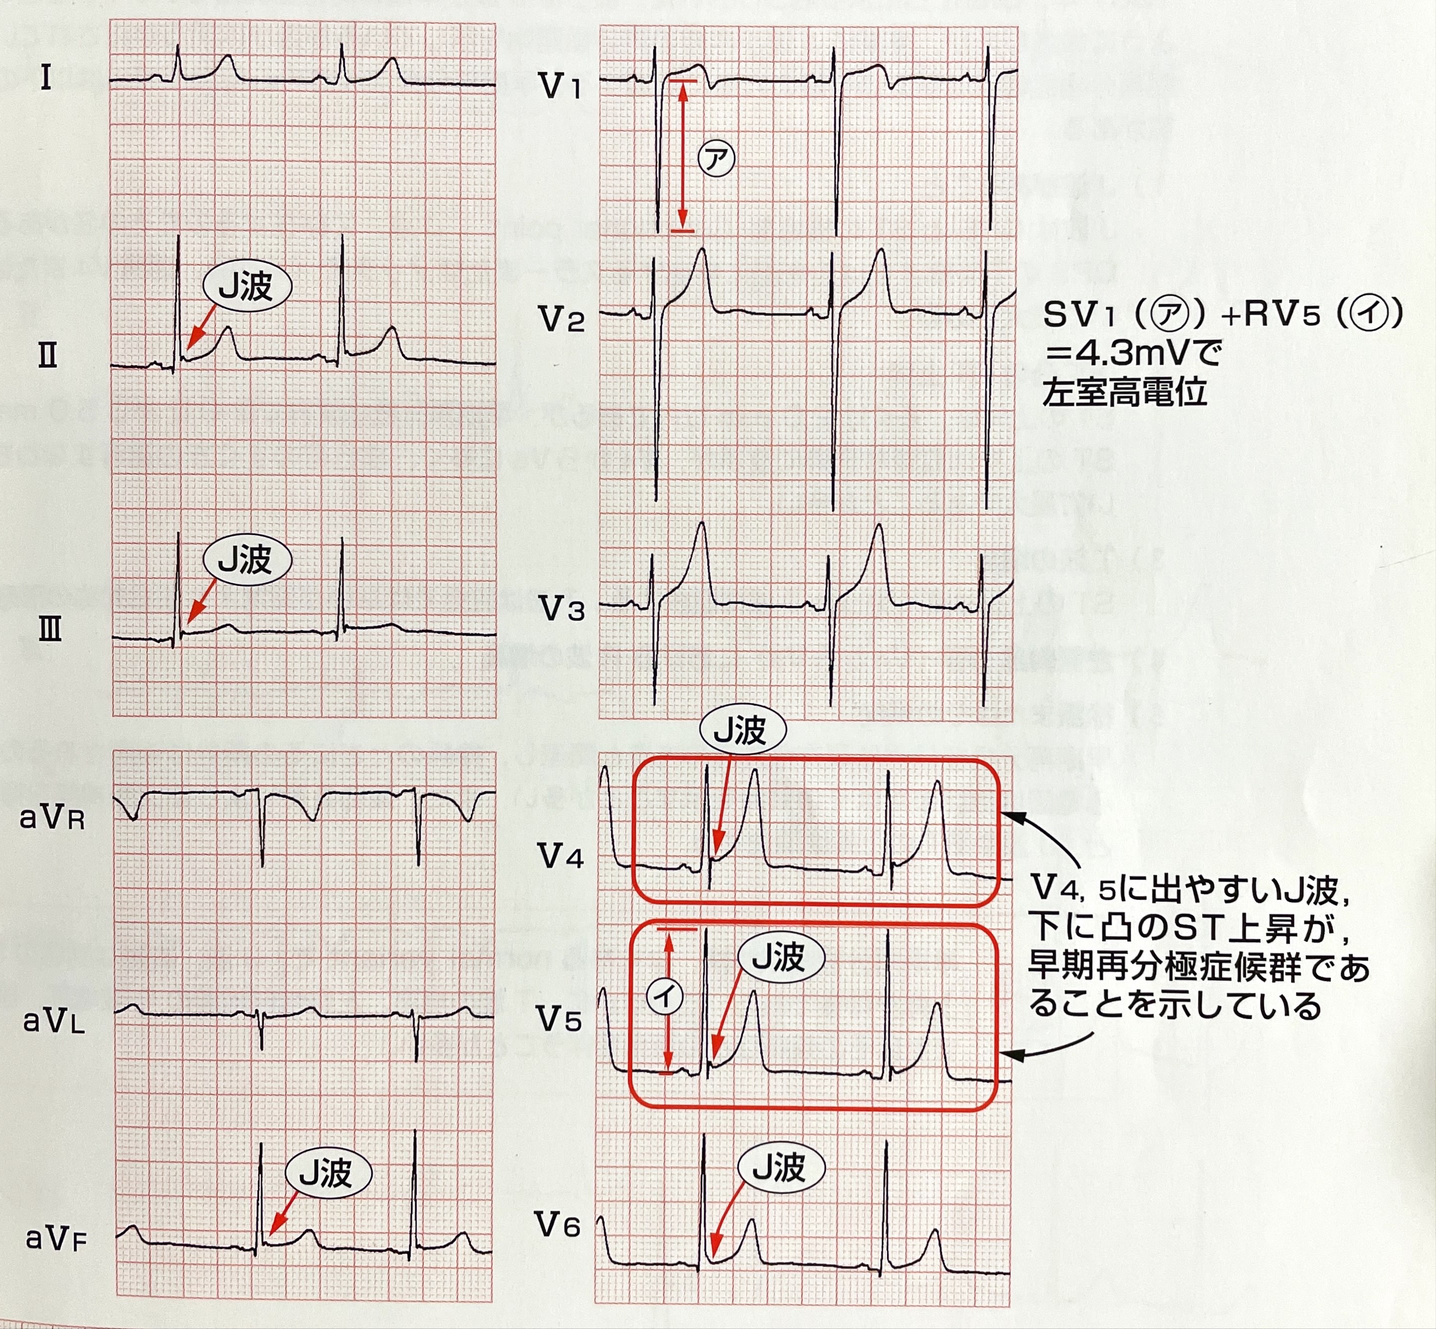 I
II
J波
III
J波
aVR
aVL
aVF
J波
V1
㋐
V2
SV1（㋐）+RV5（㋑）
=4.3mVで
左室高電位
V3
J波
V4
V4, 5に出やすいJ波，
下に凸のST上昇が，
早期再分極症候群であ
ることを示している
㋑
J波
V5
J波
V6